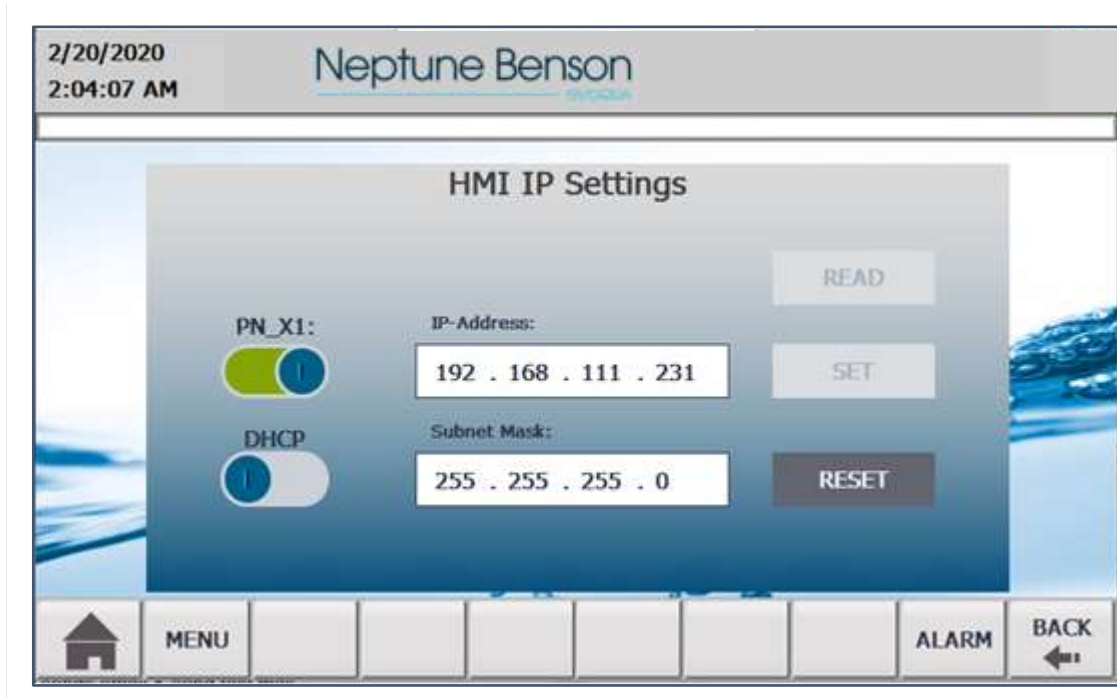 2/20/2020
2:04:07 AM
Neptune Benson
EVOQUA
HMI IP Settings
READ
PN_X1:
IP-Address:
192 . 168 . 111 . 231
SET
DHCP
Subnet Mask:
255 . 255 . 255 . 0
RESET
MENU
ALARM
BACK